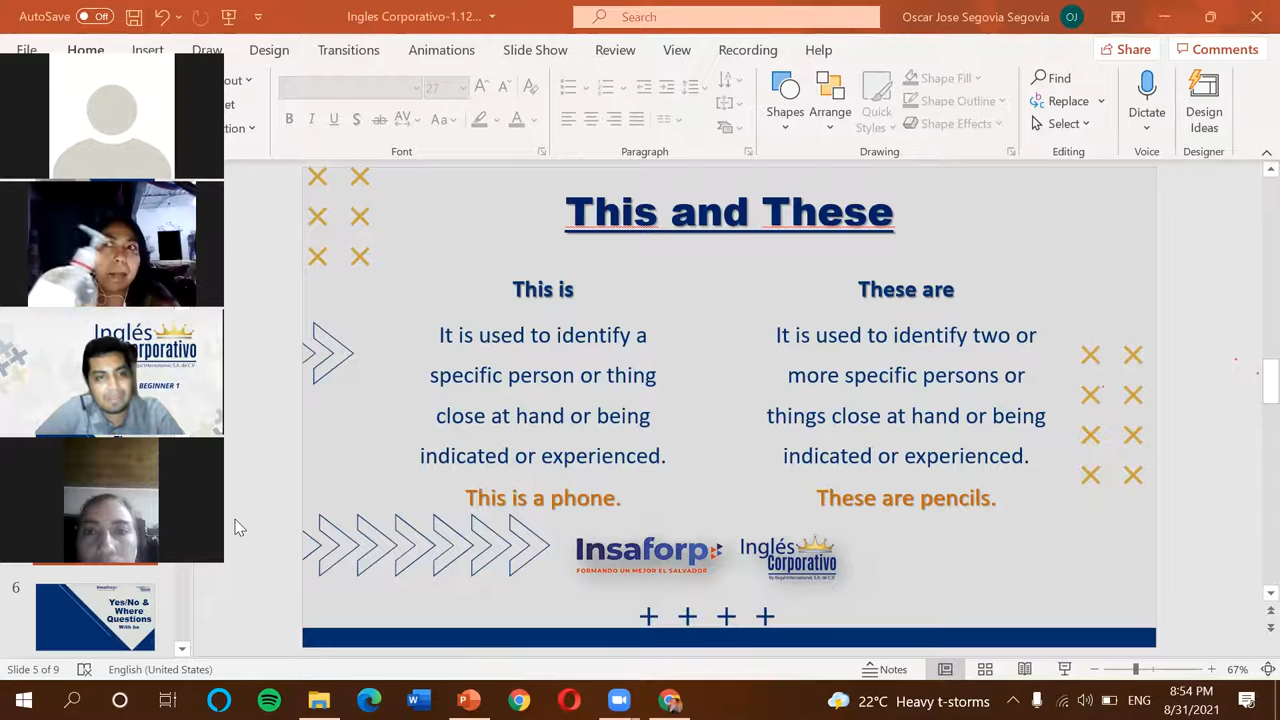 AutoSave Off
Ingles Corporativo-1.12...
Search
Oscar Jose Segovia Segovia
OJ
File Home Insert Draw Design Transitions Animations Slide Show Review View Recording Help
Share
Comments
Shapes
Arrange
Quick Styles
Shape Fill
Shape Outline
Shape Effects
Find
Replace
Select
Dictate
Design Ideas
Font
Paragraph
Drawing
Editing
Voice
Designer
Inglés
Corporativo
BEGINNER 1
This and These
This is
It is used to identify a
specific person or thing
close at hand or being
indicated or experienced.
This is a phone.
These are
It is used to identify two or
more specific persons or
things close at hand or being
indicated or experienced.
These are pencils.
Insaforp
FORMANDO UN MEJOR EL SALVADOR
Inglés
Corporativo
6
Yes/No &
Where
Questions
With be
Slide 5 of 9
English (United States)
Notes
67%
22°C Heavy t-storms
ENG
8:54 PM
8/31/2021